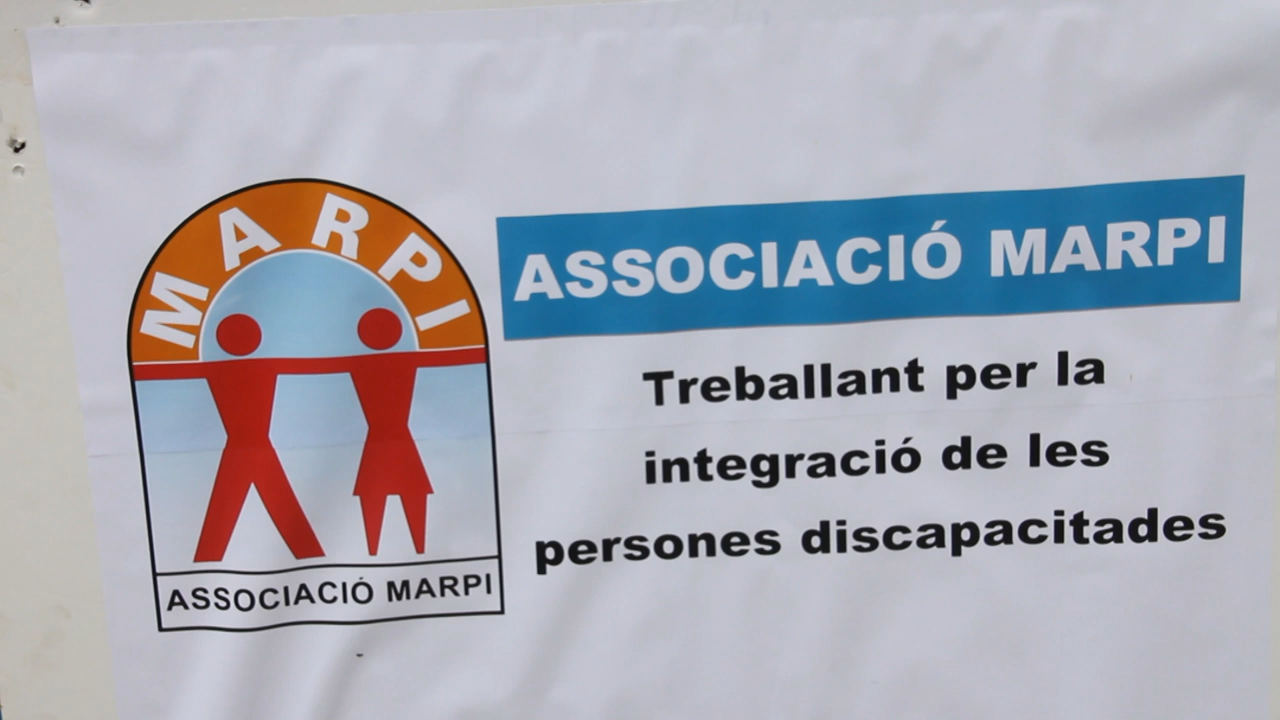 MARPI
ASSOCIACIÓ MARPI
ASSOCIACIÓ MARPI
Treballant per la
integració de les
persones discapacitades